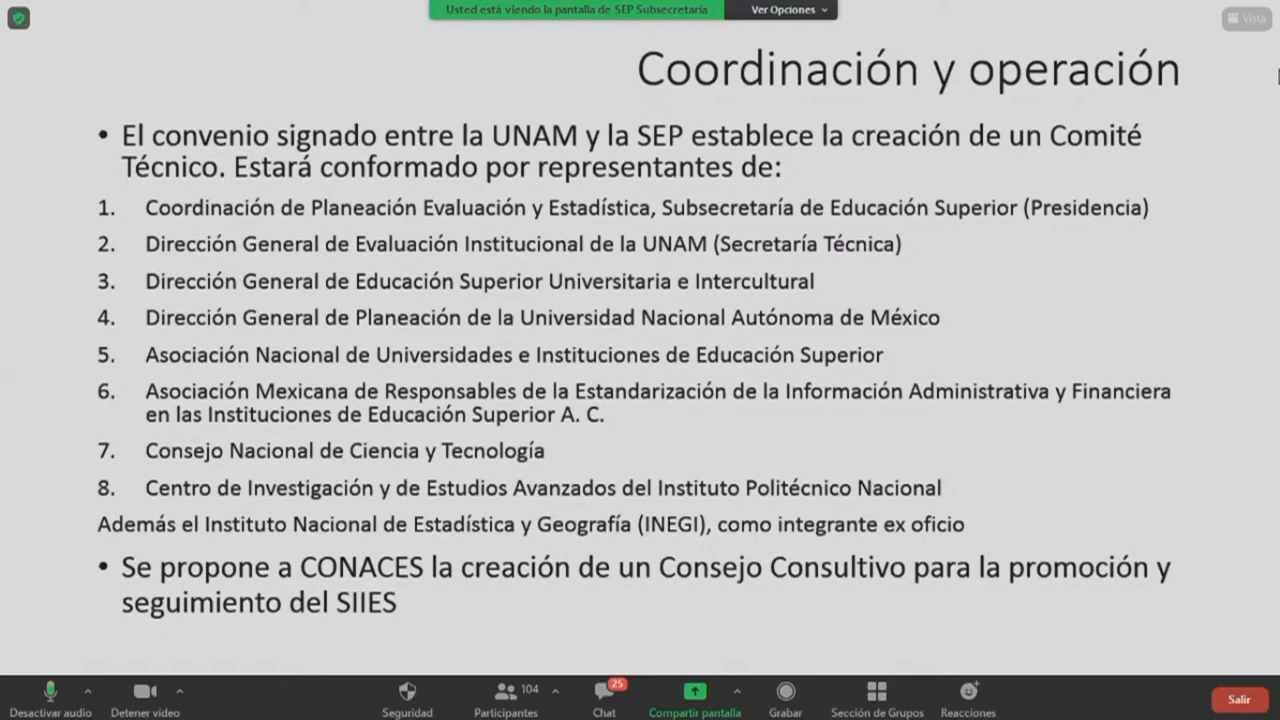 Usted está viendo la pantalla de SEP Subsecretaría
Ver Opciones
Vista
Coordinación y operación
• El convenio signado entre la UNAM y la SEP establece la creación de un Comité
Técnico. Estará conformado por representantes de:
1. Coordinación de Planeación Evaluación y Estadística, Subsecretaría de Educación Superior (Presidencia)
2. Dirección General de Evaluación Institucional de la UNAM (Secretaría Técnica)
3. Dirección General de Educación Superior Universitaria e Intercultural
4. Dirección General de Planeación de la Universidad Nacional Autónoma de México
5. Asociación Nacional de Universidades e Instituciones de Educación Superior
6. Asociación Mexicana de Responsables de la Estandarización de la Información Administrativa y Financiera
en las Instituciones de Educación Superior A. C.
7. Consejo Nacional de Ciencia y Tecnología
8. Centro de Investigación y de Estudios Avanzados del Instituto Politécnico Nacional
Además el Instituto Nacional de Estadística y Geografía (INEGI), como integrante ex oficio
• Se propone a CONACES la creación de un Consejo Consultivo para la promoción y
seguimiento del SIIES
104
25
Desactivar audio
Detener video
Seguridad
Participantes
Chat
Compartir pantalla
Grabar
Sección de Grupos
Reacciones
Salir